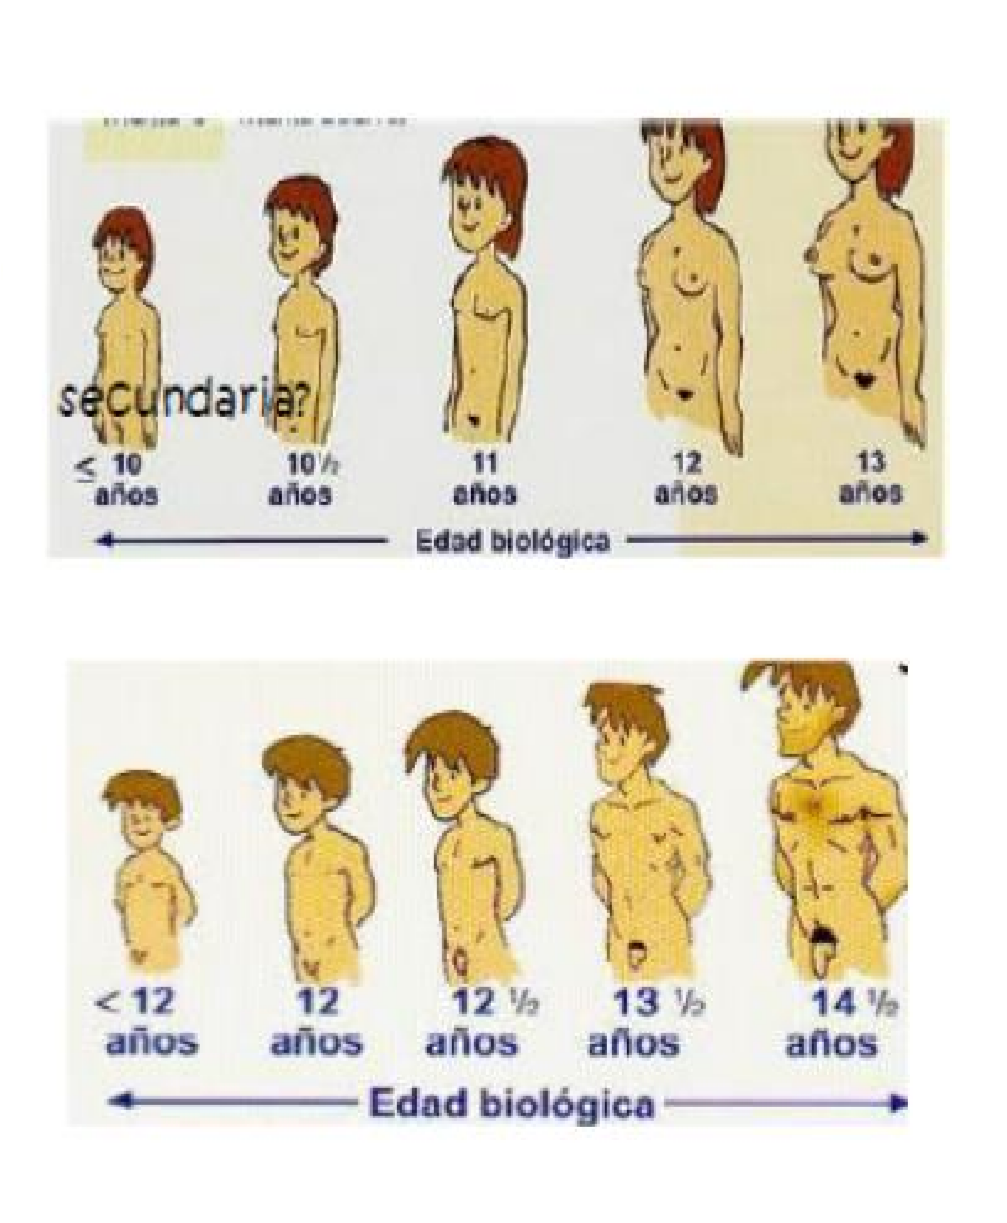 secundaria?
≤ 10 años
10½ años
11 años
12 años
13 años
Edad biológica
< 12 años
12 años
12 ½ años
13 ½ años
14 ½ años
Edad biológica